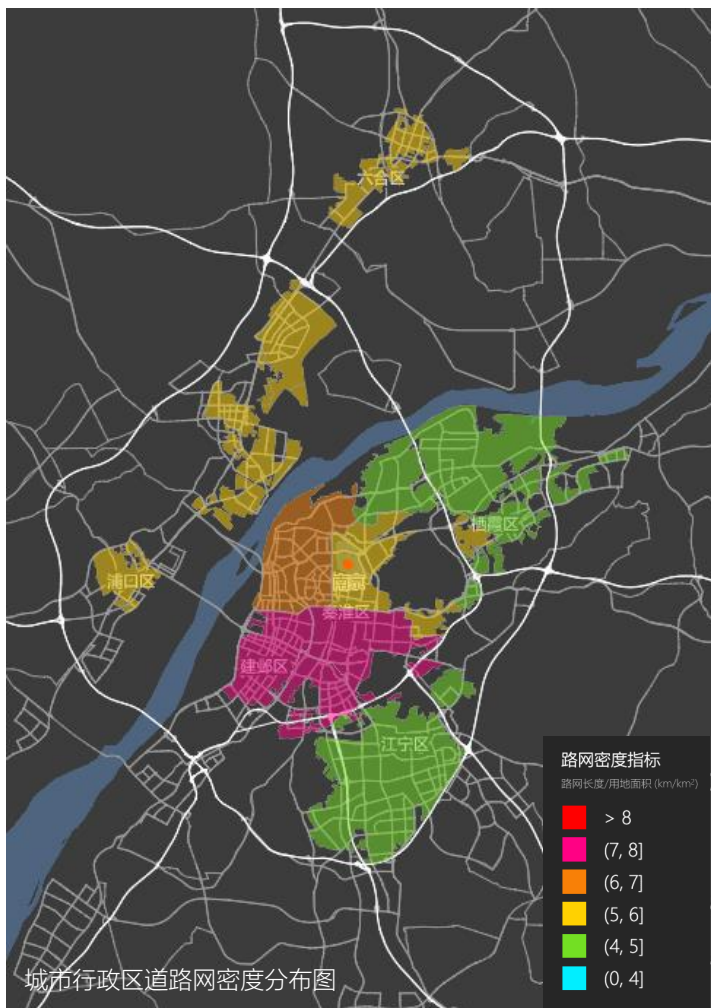 六合区
栖霞区
浦口区
南京
秦淮区
建邺区
江宁区
路网密度指标
路网长度/用地面积 (km/km²)
> 8
(7, 8]
(6, 7]
(5, 6]
(4, 5]
(0, 4]
城市行政区道路网密度分布图